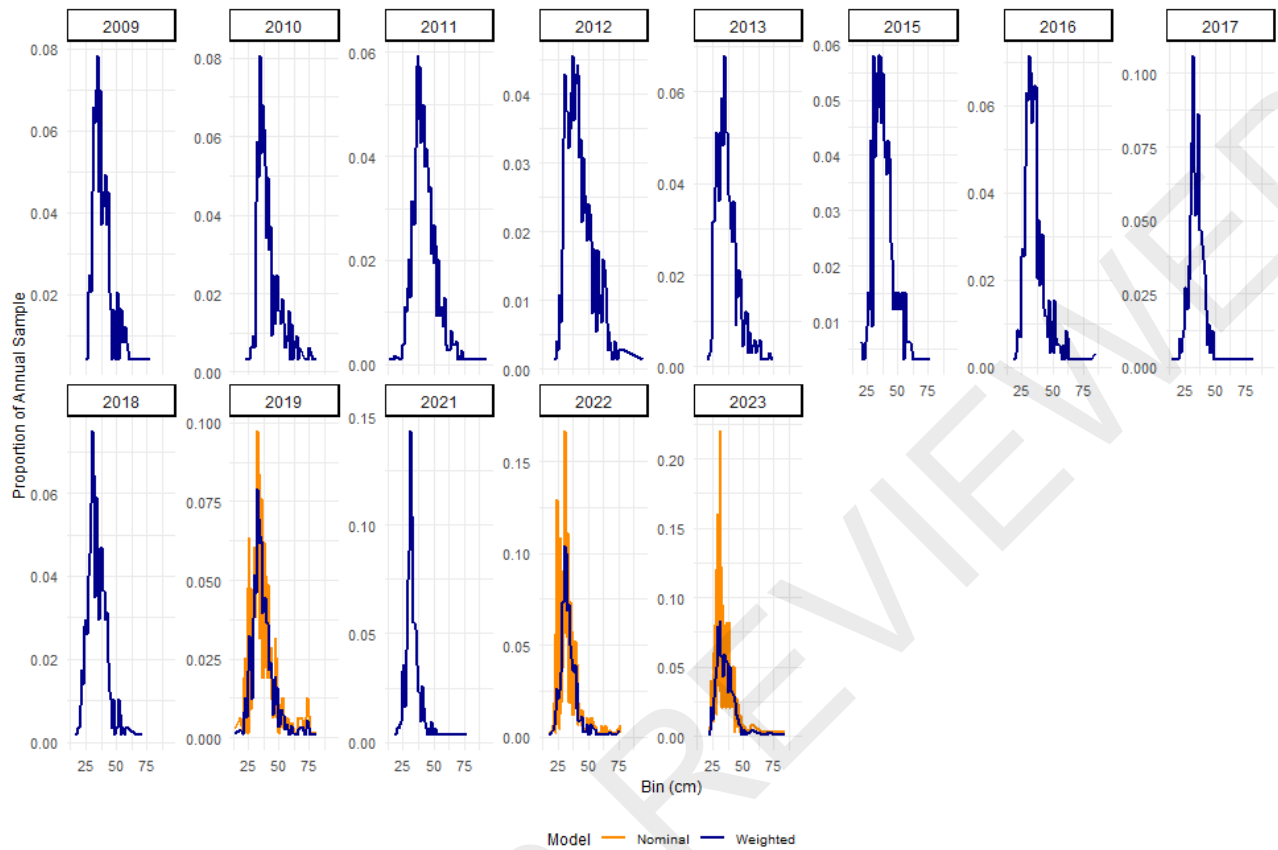 2009 2010 2011 2012 2013 2015 2016 2017
0.08 0.06 0.04 0.02
0.08 0.06 0.04 0.02 0.00
0.06 0.04 0.02 0.00
0.04 0.03 0.02 0.01 0.00
0.06 0.04 0.02 0.00
0.06 0.05 0.04 0.03 0.02 0.01
0.06 0.04 0.02 0.00
0.100 0.075 0.050 0.025 0.000
25 50 75 25 50 75 25 50 75
Proportion of Annual Sample
2018 2019 2021 2022 2023
0.06 0.04 0.02 0.00
0.100 0.075 0.050 0.025 0.000
0.15 0.10 0.05 0.00
0.15 0.10 0.05 0.00
0.20 0.15 0.10 0.05 0.00
25 50 75 25 50 75 25 50 75 25 50 75 25 50 75
Bin (cm)
Model Nominal Weighted